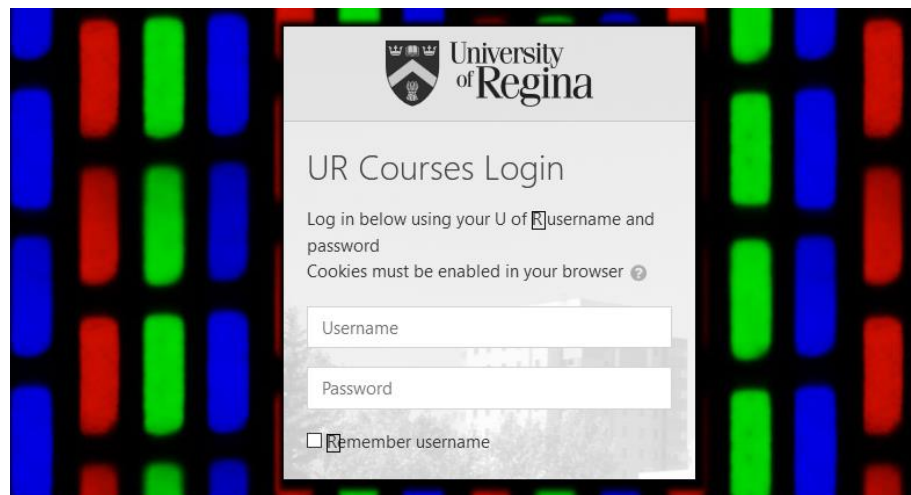 University
of Regina
UR Courses Login
Log in below using your U of R username and
password
Cookies must be enabled in your browser ?
Username
Password
Remember username